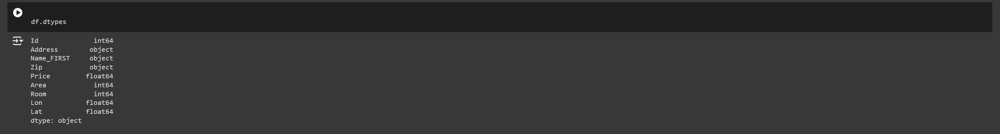 df.dtypes
Id              int64
Address        object
Name_FIRST     object
Zip            object
Price         float64
Area            int64
Room            int64
Lon           float64
Lat           float64
dtype: object